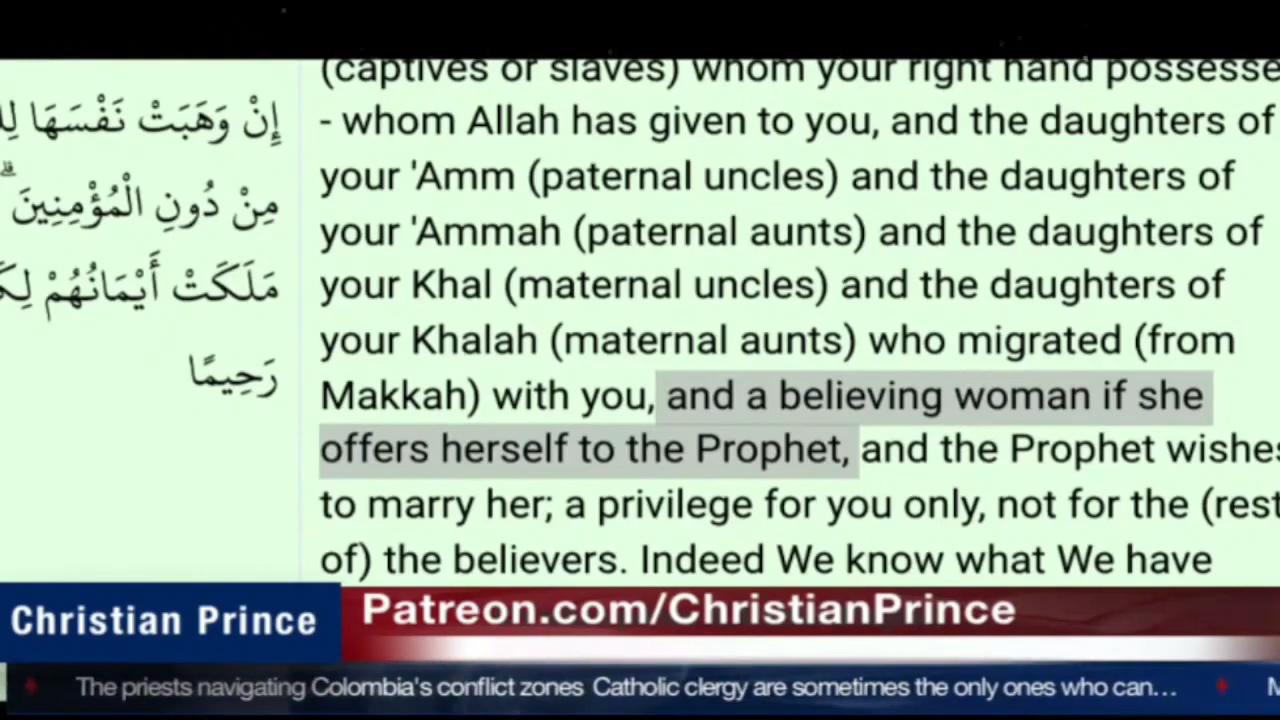 إِنْ وَهَبَتْ نَفْسَهَا
مِنْ دُونِ الْمُؤْمِنِينَ ۗ
مَلَكَتْ أَيْمَانُهُمْ
رَحِيمًا
(captives or slaves) whom your right hand possesse
- whom Allah has given to you, and the daughters of
your 'Amm (paternal uncles) and the daughters of
your 'Ammah (paternal aunts) and the daughters of
your Khal (maternal uncles) and the daughters of
your Khalah (maternal aunts) who migrated (from
Makkah) with you, and a believing woman if she
offers herself to the Prophet, and the Prophet wishes
to marry her; a privilege for you only, not for the (rest
of) the believers. Indeed We know what We have
Christian Prince
Patreon.com/ChristianPrince
The priests navigating Colombia's conflict zones Catholic clergy are sometimes the only ones who can...